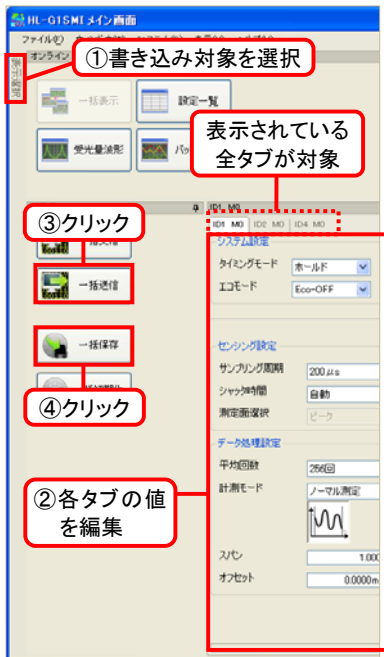 HL-G1SMI メイン画面
ファイル(F)
オンライン
①書き込み対象を選択
表示選択
一括表示
設定一覧
受光量波形
表示されている
全タブが対象
ID1 M0
③クリック
ID1 M0 ID2 M0 ID4 M0
システム設定
一括送信
タイミングモード ホールド
エコモード Eco-OFF
一括保存
センシング設定
サンプリング周期 200μs
シャッタ時間 自動
④クリック
測定面選択 ピーク
データ処理設定
平均回数 256回
計測モード ノーマル測定
②各タブの値
を編集
スパン 1.000
オフセット 0.0000m